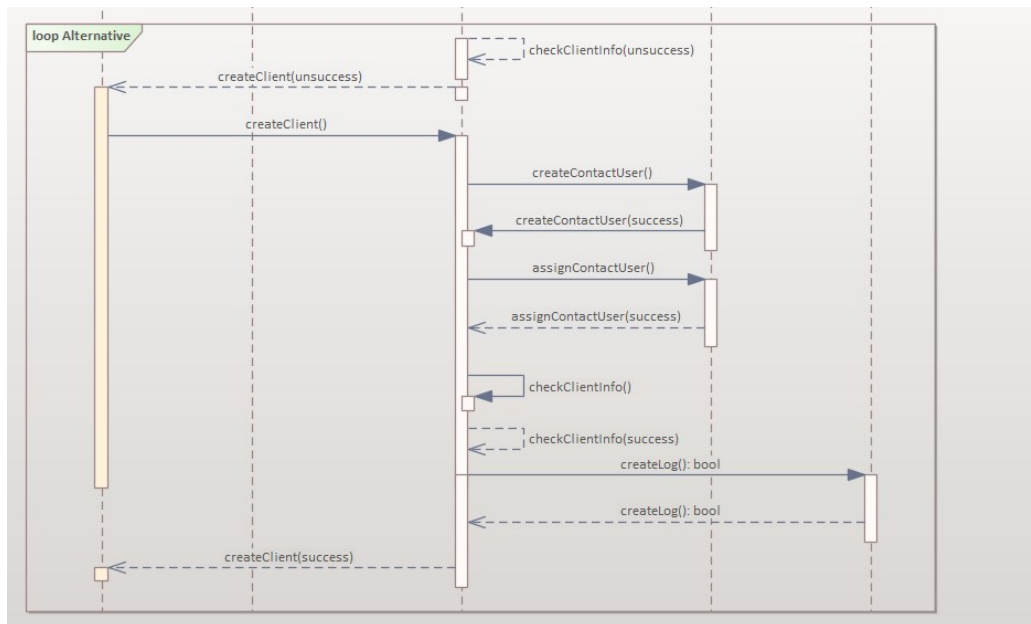 loop Alternative
checkClientInfo(unsuccess)
createClient(unsuccess)
createClient()
createContactUser()
createContactUser(success)
assignContactUser()
assignContactUser(success)
checkClientInfo()
checkClientInfo(success)
createLog(): bool
createLog(): bool
createClient(success)